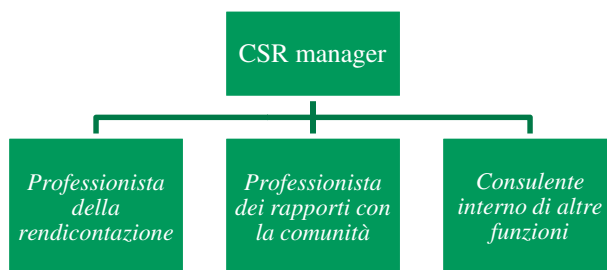 CSR manager
Professionista
della
rendicontazione
Professionista
dei rapporti con
la comunità
Consulente
interno di altre
funzioni